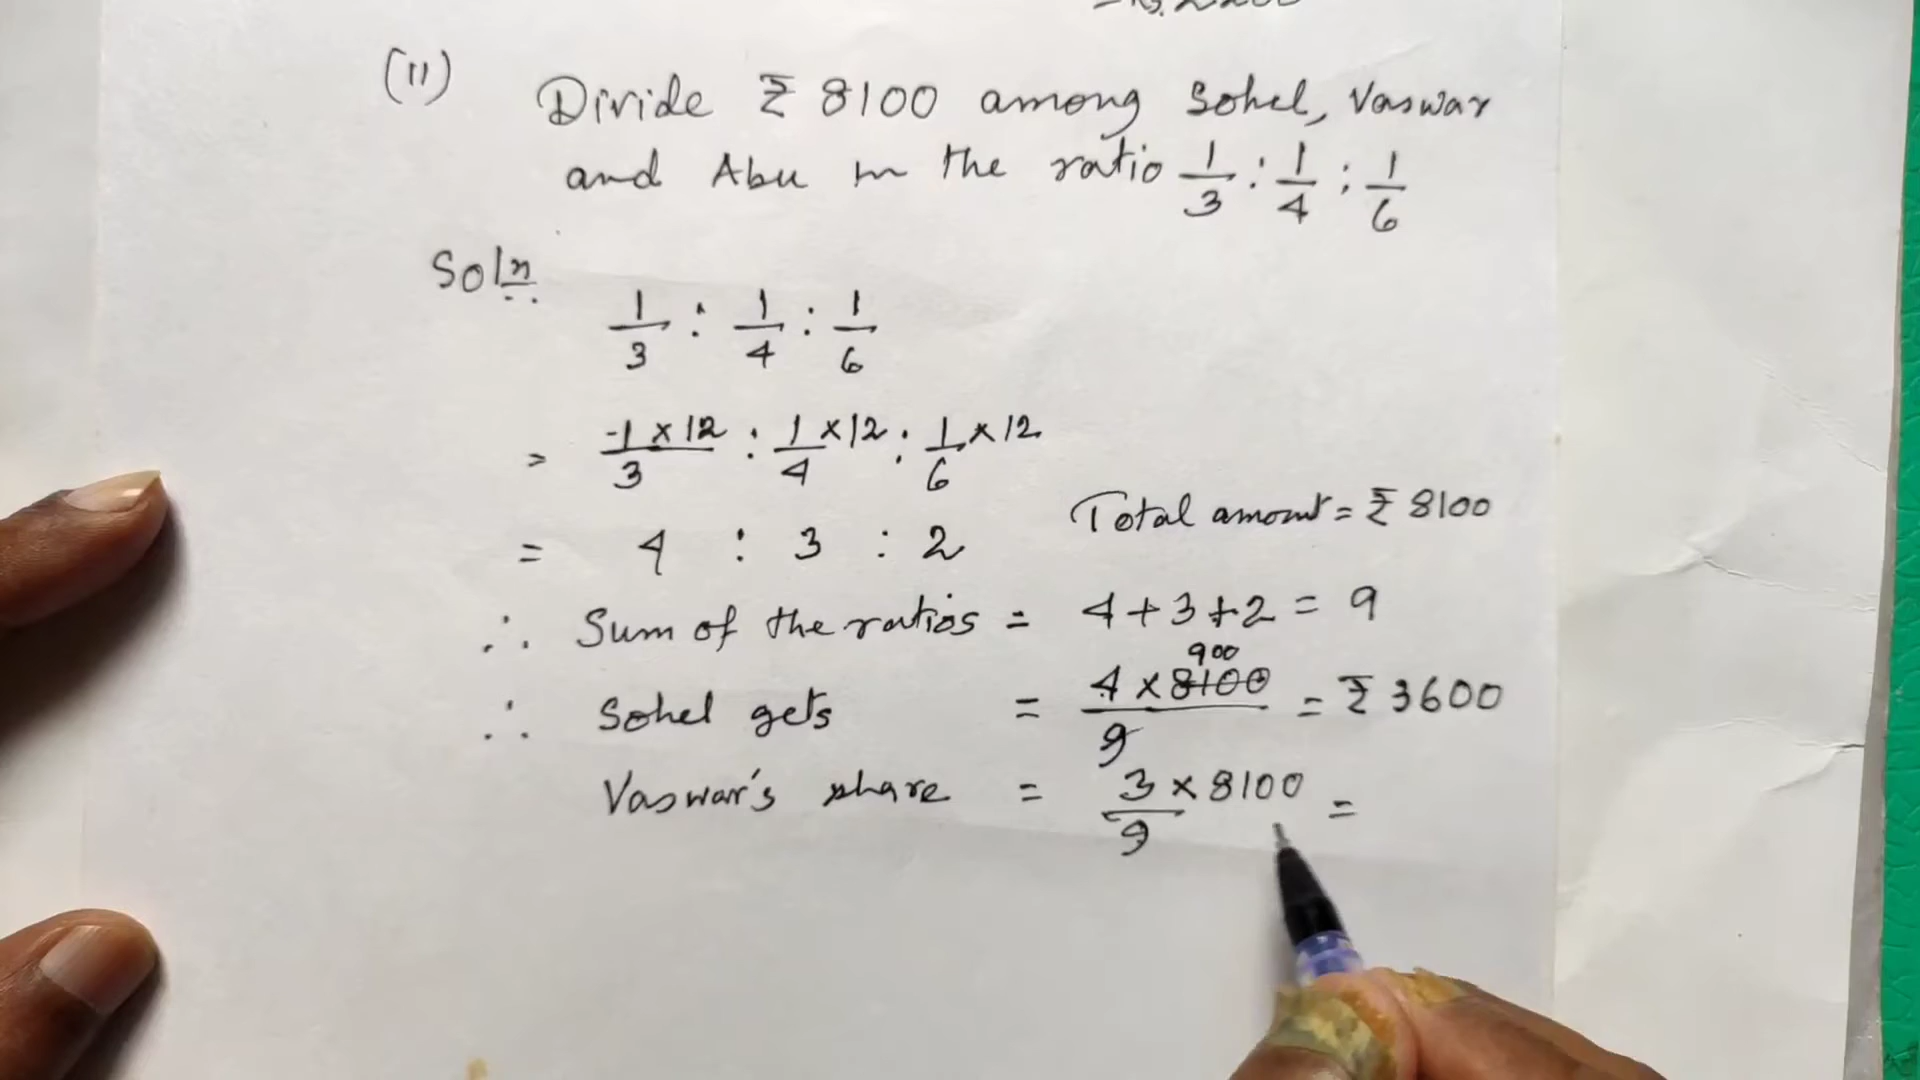 (11) Divide ₹ 8100 among Sohel, Vaswar
and Abu in the ratio 1/3 : 1/4 : 1/6
Soln
1/3 : 1/4 : 1/6
= 1 × 12/3 : 1/4 × 12 : 1/6 × 12
= 4 : 3 : 2
Total amount = ₹ 8100
∴ Sum of the ratios = 4 + 3 + 2 = 9
900
∴ Sohel gets = 4 × 8100/9 = ₹ 3600
Vaswar's share = 3/9 × 8100 =